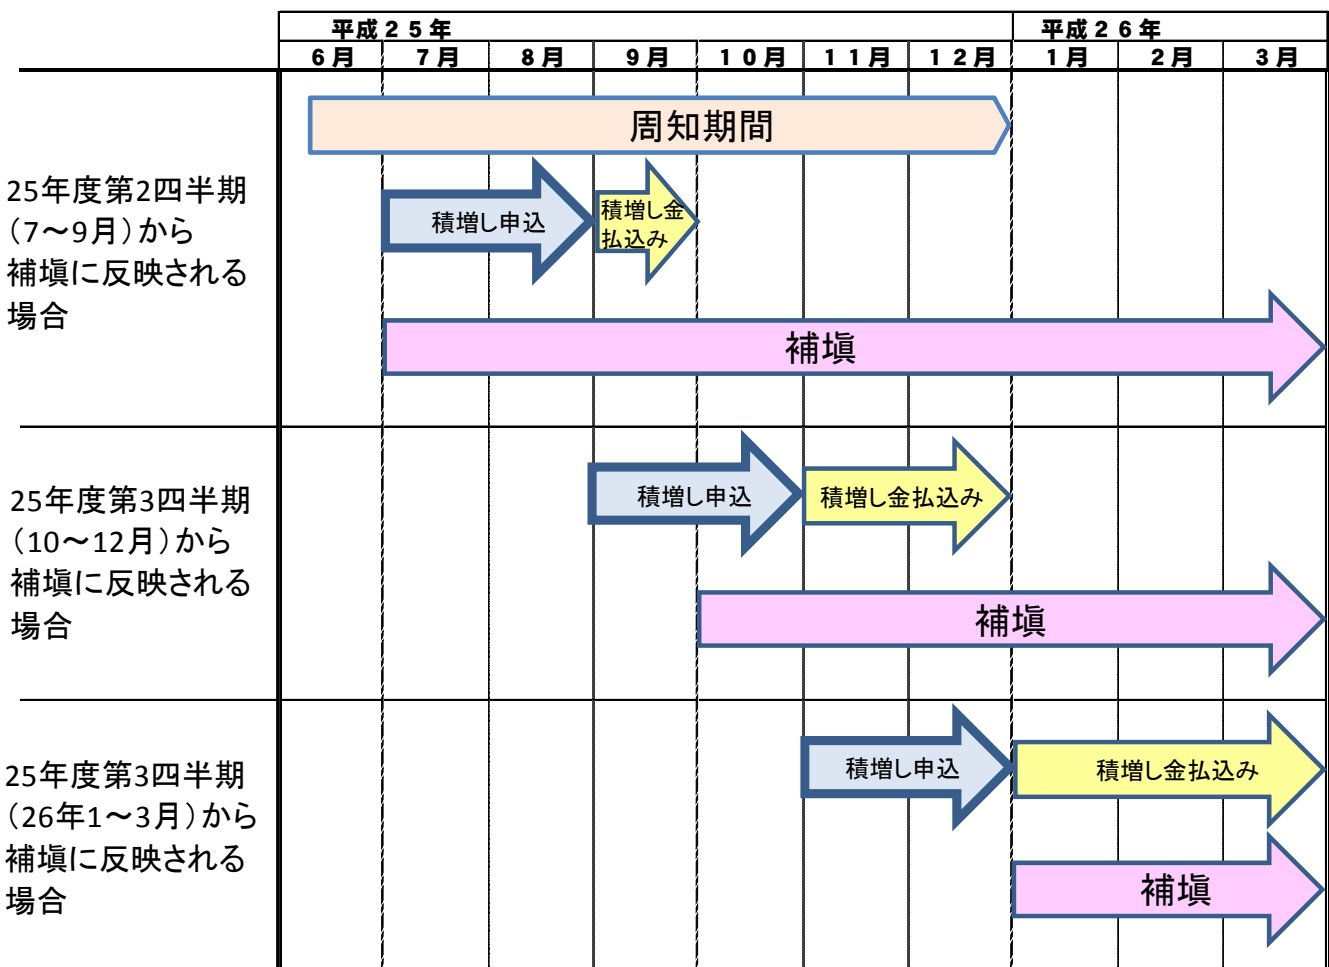 平成２５年 平成２６年
６月 ７月 ８月 ９月 １０月 １１月 １２月 １月 ２月 ３月
周知期間
25年度第2四半期
（7～9月）から
補塡に反映される
場合
積増し申込
積増し金
払込み
補塡
25年度第3四半期
（10～12月）から
補塡に反映される
場合
積増し申込
積増し金払込み
補塡
25年度第3四半期
（26年1～3月）から
補塡に反映される
場合
積増し申込
積増し金払込み
補塡